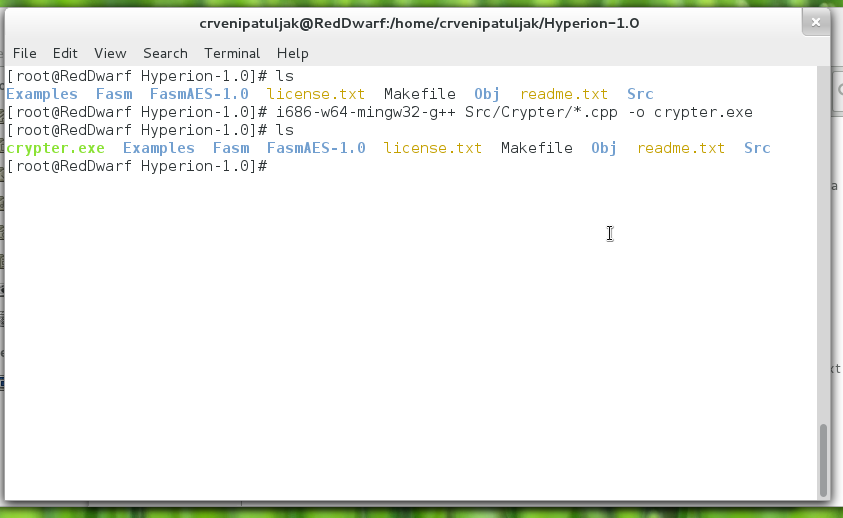 crvenipatuljak@RedDwarf:/home/crvenipatuljak/Hyperion-1.0
File Edit View Search Terminal Help
[root@RedDwarf Hyperion-1.0]# ls
Examples Fasm FasmAES-1.0 license.txt Makefile Obj readme.txt Src
[root@RedDwarf Hyperion-1.0]# i686-w64-mingw32-g++ Src/Crypter/*.cpp -o crypter.exe
[root@RedDwarf Hyperion-1.0]# ls
crypter.exe Examples Fasm FasmAES-1.0 license.txt Makefile Obj readme.txt Src
[root@RedDwarf Hyperion-1.0]#